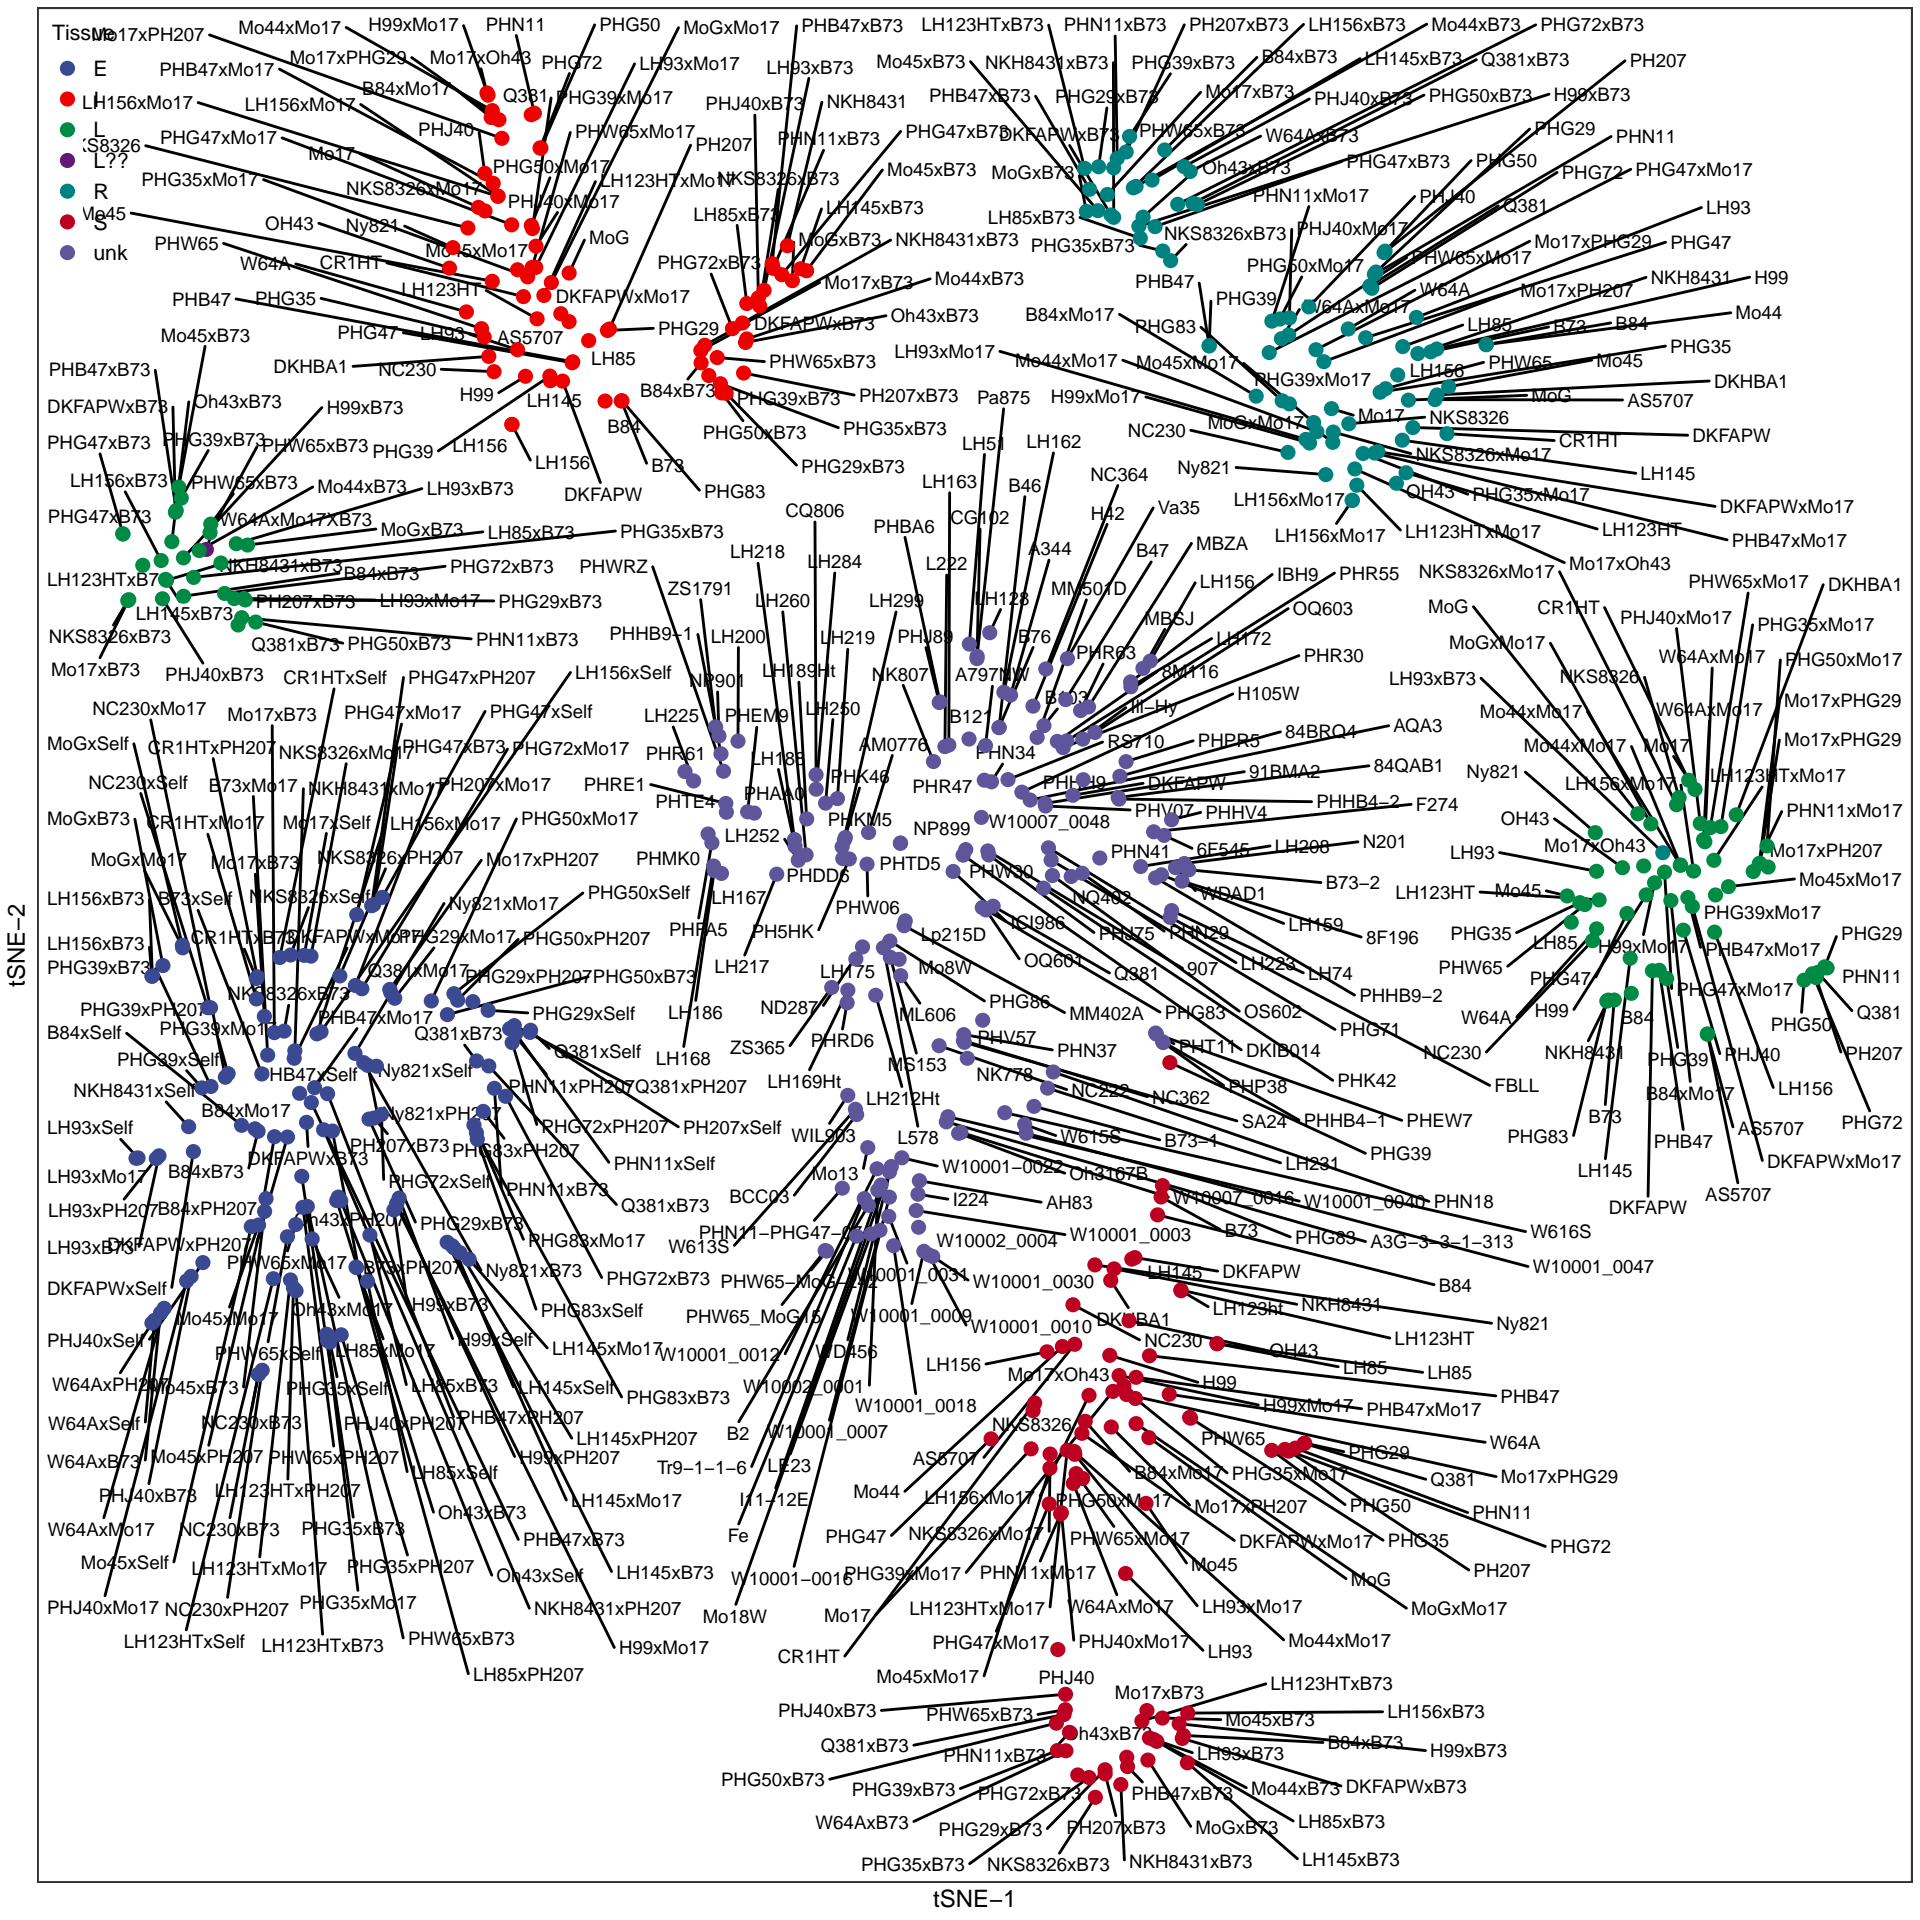 Tissue
E
I
L
L??
R
S
unk
Mo17xPH207
Mo44xMo17
H99xMo17
PHN11
PHG50
MoGxMo17
PHB47xB73
LH123HTxB73
PHN11xB73
PH207xB73
LH156xB73
Mo44xB73
PHG72xB73
PHB47xMo17
Mo17xPHG29
Mo17xOh43
PHG72
LH93xMo17
LH93xB73
Mo45xB73
NKH8431xB73
PHG39xB73
B84xB73
LH145xB73
Q381xB73
PH207
LH156xMo17
LH156xMo17
B84xMo17
Q381
PHG39xMo17
PHJ40xB73
NKH8431
PHB47xB73
PHG29xB73
Mo17xB73
PHJ40xB73
PHG50xB73
H99xB73
PHG47xMo17
PHJ40
PHW65xMo17
PH207
PHN11xB73
PHG47xB73
DKFAPWxB73
PHW65xB73
W64AxB73
PHG29
PHN11
Mo17
PHG50xMo17
LH123HTxMo17
NKS8326xB73
Mo45xB73
MoGxB73
Oh43xB73
PHG47xB73
PHG50
PHG72
PHG47xMo17
PHG35xMo17
NKS8326xMo17
PHJ40xMo17
LH85xB73
LH145xB73
LH85xB73
PHN11xMo17
PHJ40
Q381
LH93
Mo45
OH43
Ny821
Mo45xMo17
MoG
MoGxB73
NKH8431xB73
PHG35xB73
NKS8326xB73
PHJ40xMo17
Mo17xPHG29
PHG47
PHW65
W64A
CR1HT
LH123HT
DKFAPWxMo17
PHG72xB73
Mo17xB73
Mo44xB73
PHB47
PHG50xMo17
PHW65xMo17
NKH8431
H99
PHB47
PHG35
PHG47
LH93
AS5707
PHG29
DKFAPWxB73
Oh43xB73
B84xMo17
PHG83
PHG39
W64AxMo17
W64A
Mo17xPH207
LH85
B73
B84
Mo44
Mo45xB73
DKHBA1
NC230
LH85
PHW65xB73
LH93xMo17
Mo44xMo17
Mo45xMo17
PHG39xMo17
LH156
PHW65
Mo45
PHG35
PHB47xB73
DKFAPWxB73
Oh43xB73
H99xB73
H99
LH145
B84
B84xB73
PHG39xB73
PH207xB73
Pa875
H99xMo17
MoGxMo17
Mo17
NKS8326
MoG
AS5707
DKHBA1
PHG47xB73
PHG39xB73
PHW65xB73
PHG39
LH156
LH156
B73
PHG50xB73
PHG35xB73
LH51
LH162
NC230
CR1HT
DKFAPW
LH156xB73
PHW65xB73
Mo44xB73
LH93xB73
DKFAPW
PHG83
PHG29xB73
LH163
B46
NC364
Ny821
NKS8326xMo17
LH145
PHG47xB73
W64AxMo17XB73
MoGxB73
LH85xB73
PHG35xB73
CQ806
PHBA6
CG102
H42
Va35
LH156xMo17
OH43
PHG35xMo17
DKFAPWxMo17
LH156xMo17
LH123HTxMo17
LH123HT
PHB47xMo17
NKH8431xB73
B84xB73
PHG72xB73
PHWRZ
LH218
LH284
L222
A344
B47
MBZA
Mo17xOh43
LH145xB73
PH207xB73
LH93xMo17
PHG29xB73
ZS1791
LH260
LH299
LH128
MM501D
LH156
IBH9
PHR55
NKS8326xMo17
PHW65xMo17
DKHBA1
NKS8326xB73
Q381xB73
PHG50xB73
PHN11xB73
PHHB9−1
LH200
LH219
PHJ89
B76
MBSJ
OQ603
LH172
MoG
CR1HT
PHJ40xMo17
PHG35xMo17
Mo17xB73
PHJ40xB73
CR1HTxSelf
PHG47xPH207
LH156xSelf
NP901
LH189Ht
NK807
A797NW
PHR63
8M116
PHR30
MoGxMo17
LH93xB73
NKS8326
W64AxMo17
PHG50xMo17
NC230xMo17
Mo17xB73
PHG47xMo17
PHG47xSelf
LH225
PHEM9
LH250
B121
B103
III−Hy
H105W
Mo44xMo17
W64AxMo17
Mo17xPHG29
MoGxSelf
CR1HTxPH207
NKS8326xMo17
PHG47xB73
PHG72xMo17
PHR61
LH188
AM0776
PHN34
RS710
PHPR5
84BRQ4
AQA3
Mo44xMo17
Mo17
Mo17xPHG29
NC230xSelf
B73xMo17
PH207xMo17
PHRE1
PHTE4
PHAA0
PHK46
PHR47
PHHH9
DKFAPW
91BMA2
84QAB1
Ny821
LH156xMo17
LH123HTxMo17
MoGxB73
CR1HTxMo17
Mo17xSelf
LH156xMo17
PHG50xMo17
LH252
PHKM5
NP899
W10007_0048
PHV07
PHHV4
PHHB4−2
F274
OH43
Mo17xOh43
PHN11xMo17
MoGxMo17
Mo17xB73
NKS8326xPH207
Mo17xPH207
PHMK0
PHDD6
PHTD5
PHW30
PHN41
6F545
LH208
N201
LH93
Mo17xPH207
LH156xB73
B73xSelf
NKS8326xSelf
Ny821xMo17
PHG50xSelf
LH167
PHW06
NQ402
WDAD1
B73−2
LH123HT
Mo45
Mo45xMo17
LH156xB73
CR1HTxB73
DKFAPWxMo17
PHG29xMo17
PHG50xPH207
PHFA5
PH5HK
Lp215D
ICI986
PHJ75
PHN29
LH159
8F196
PHG35
LH85
H99xMo17
PHG39xMo17
PHB47xMo17
PHG29
PHG39xB73
Q381xMo17
PHG29xPH207
PHG50xB73
LH217
LH175
Mo8W
OQ601
Q381
907
LH223
LH74
PHW65
PHG47
PHN11
PHG39xPH207
NKS8326xB73
PHB47xMo17
PHG29xSelf
LH186
ND287
ML606
PHG86
MM402A
PHG83
OS602
PHHB9−2
W64A
H99
B84
PHG47xMo17
PHG50
Q381
B84xSelf
PHG39xMo17
Q381xB73
Q381xSelf
LH168
ZS365
PHRD6
MS153
PHV57
PHN37
PHT11
DKIB014
PHG71
NC230
NKH8431
PHG39
PHJ40
PH207
PHG39xSelf
Ny821xSelf
PHN11xPH207
Q381xPH207
LH169Ht
NK778
NC222
NC362
PHP38
PHK42
FBLL
B84xMo17
LH156
NKH8431xSelf
B84xMo17
PHG72xPH207
PH207xSelf
WIL903
LH212Ht
L578
W615S
B73−1
SA24
PHHB4−1
PHEW7
PHG83
B73
PHB47
AS5707
PHG72
LH93xSelf
DKFAPWxB73
PH207xB73
PHG83xPH207
PHN11xSelf
Mo13
W10001−0022
Oh3167B
LH231
PHG39
LH145
DKFAPWxMo17
LH93xMo17
B84xB73
PHG72xSelf
PHN11xB73
Q381xB73
BCC03
I224
AH83
W10007_0016
W10001_0040
PHN18
DKFAPW
AS5707
LH93xPH207
B84xPH207
PHG29xB73
PHG83xMo17
W613S
W10002_0004
W10001_0003
B73
PHG83
A3G−3−3−1−313
W616S
LH93xB73
DKFAPWxPH207
PHW65xMo17
B73xPH207
Ny821xB73
PHG72xB73
W10001_0031
W10001_0030
LH145
DKFAPW
B84
W10001_0047
DKFAPWxSelf
Mo45xMo17
Oh43xMo17
H99xB73
PHG83xSelf
PHW65_MoG15
W10001_0009
W10001_0010
LH123ht
NKH8431
Ny821
PHJ40xSelf
PHW65xSelf
LH85xMo17
H99xSelf
LH145xMo17
W10001_0012
WD456
LH156
NC230
OH43
LH123HT
W64AxPH207
Mo45xB73
PHG35xSelf
LH85xB73
LH145xSelf
PHG83xB73
W10002_0001
Mo17xOh43
H99
LH85
LH85
PHB47
W64AxSelf
NC230xB73
PHJ40xPH207
PHB47xPH207
LH145xPH207
B2
W10001_0007
W10001_0018
NKS8326
H99xMo17
PHB47xMo17
W64A
W64AxB73
Mo45xPH207
PHW65xPH207
LH85xSelf
H99xPH207
Tr9−1−1−6
LE23
AS5707
PHW65
PHG29
Q381
Mo17xPHG29
PHJ40xB73
LH123HTxPH207
Oh43xB73
LH145xMo17
I11−12E
Mo44
LH156xMo17
PHG50xMo17
B84xMo17
PHG35xMo17
Mo17xPH207
PHG50
PHN11
W64AxMo17
NC230xB73
PHG35xB73
PHB47xB73
Fe
PHG47
NKS8326xMo17
PHW65xMo17
DKFAPWxMo17
PHG35
PHG72
Mo45xSelf
LH123HTxMo17
PHG35xPH207
Oh43xSelf
LH145xB73
W10001−0016
PHG39xMo17
PHN11xMo17
Mo45
MoG
PH207
PHJ40xMo17
NC230xPH207
PHG35xMo17
NKH8431xPH207
Mo18W
Mo17
LH123HTxMo17
W64AxMo17
LH93xMo17
MoGxMo17
LH123HTxSelf
LH123HTxB73
PHW65xB73
H99xMo17
CR1HT
PHG47xMo17
PHJ40xMo17
LH93
Mo44xMo17
LH85xPH207
Mo45xMo17
PHJ40
LH123HTxB73
PHJ40xB73
PHW65xB73
Mo17xB73
Mo45xB73
LH156xB73
Q381xB73
PHN11xB73
Oh43xB73
LH93xB73
B84xB73
H99xB73
PHG50xB73
PHG39xB73
PHG72xB73
PHB47xB73
Mo44xB73
DKFAPWxB73
W64AxB73
PHG29xB73
PH207xB73
MoGxB73
LH85xB73
PHG35xB73
NKS8326xB73
NKH8431xB73
LH145xB73
tSNE−1
tSNE−2